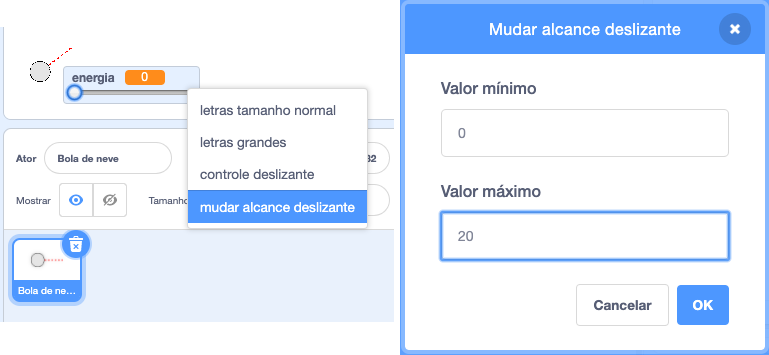 energia 0
letras tamanho normal
letras grandes
controle deslizante
mudar alcance deslizante
Ator Bola de neve
Mostrar Tamanho
Bola de ne...
Mudar alcance deslizante
Valor mínimo
0
Valor máximo
20
Cancelar OK